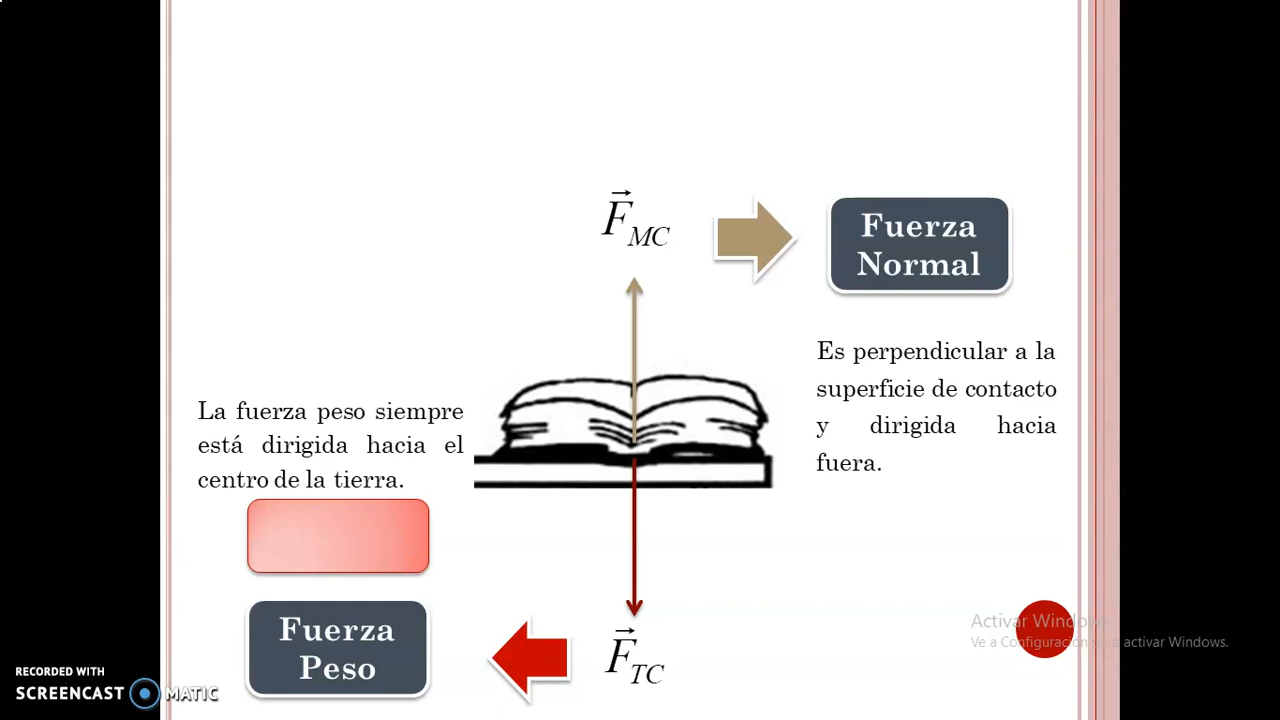 F⃗MC
Fuerza
Normal
Es perpendicular a la
superficie de contacto
y dirigida hacia
fuera.
La fuerza peso siempre
está dirigida hacia el
centro de la tierra.
Fuerza
Peso
F⃗TC
Activar Windows
Ve a Configuración para activar Windows.
RECORDED WITH
SCREENCAST MATIC